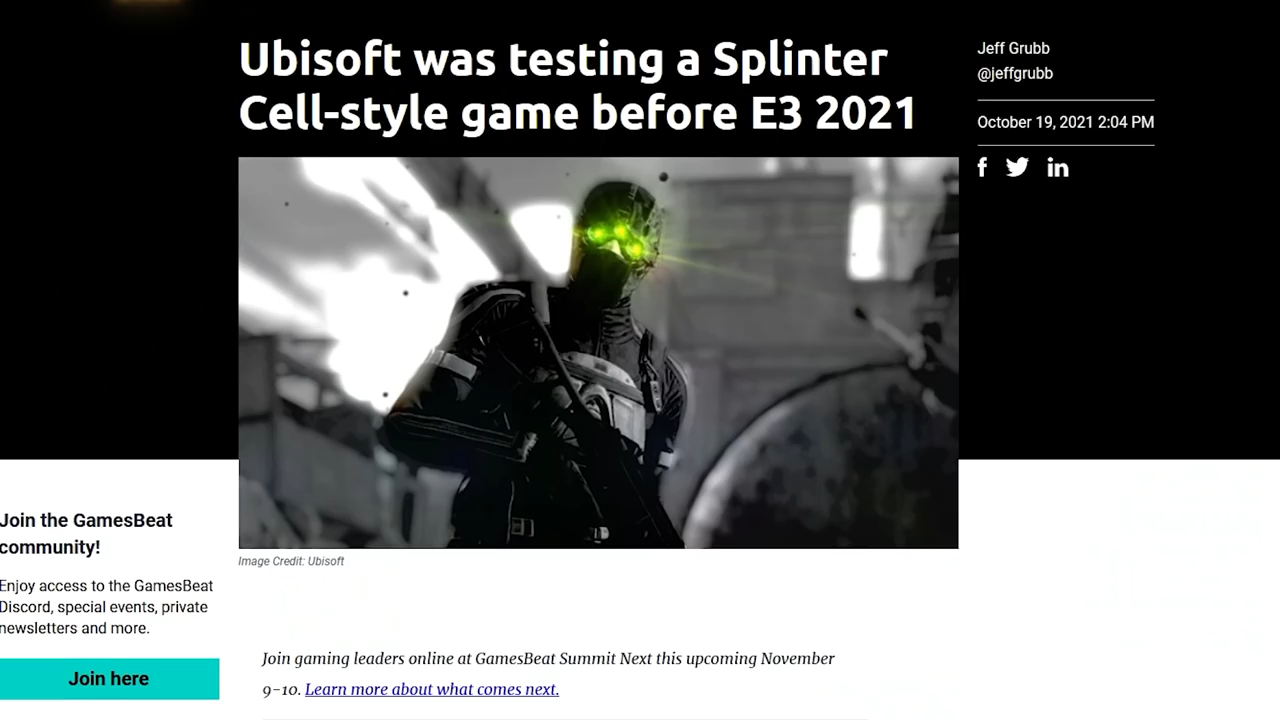 Ubisoft was testing a Splinter
Cell-style game before E3 2021
Jeff Grubb
@jeffgrubb
October 19, 2021 2:04 PM
Image Credit: Ubisoft
Join the GamesBeat
community!
Enjoy access to the GamesBeat
Discord, special events, private
newsletters and more.
Join here
Join gaming leaders online at GamesBeat Summit Next this upcoming November
9-10. Learn more about what comes next.